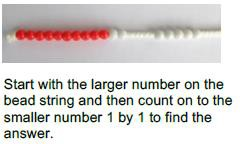 Start with the larger number on the
bead string and then count on to the
smaller number 1 by 1 to find the
answer.